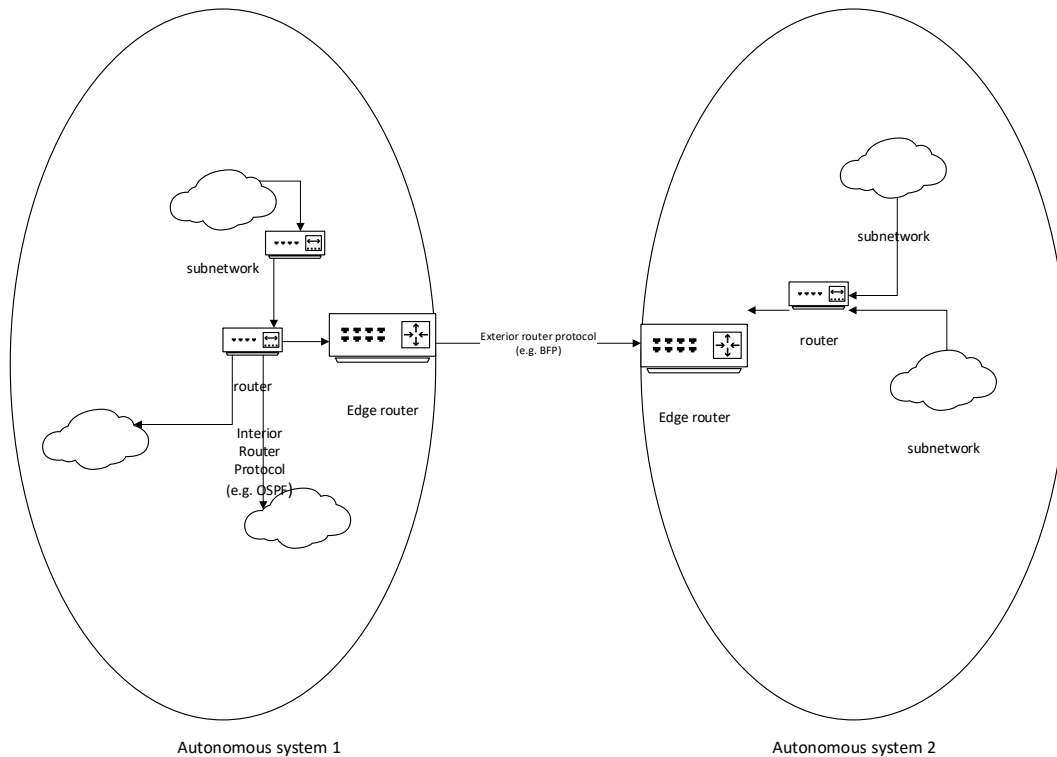 subnetwork
router
Edge router
Interior
Router
Protocol
(e.g. OSPF)
Exterior router protocol
(e.g. BFP)
subnetwork
router
Edge router
subnetwork
Autonomous system 1
Autonomous system 2